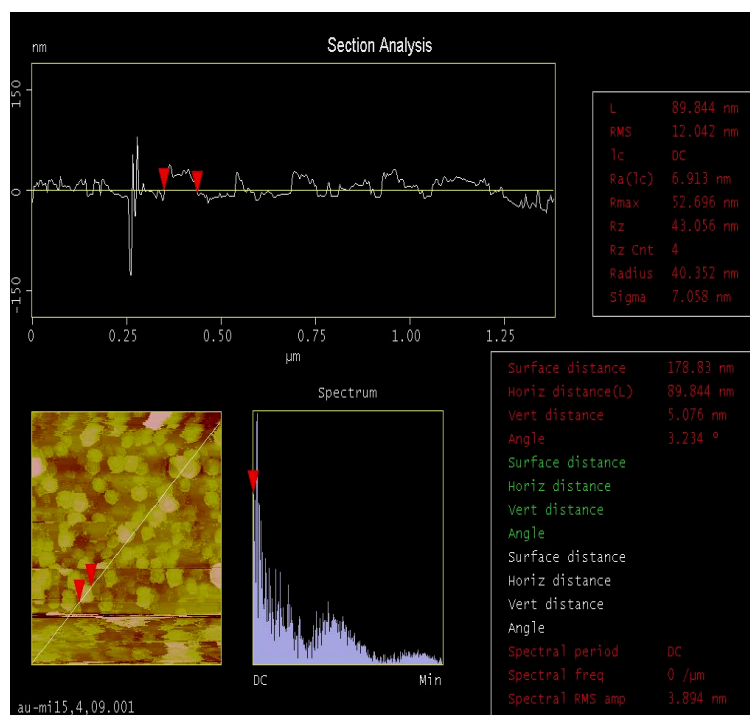 Section Analysis
nm
150
0
-150
0 0.25 0.50 0.75 1.00 1.25
µm
L 89.844 nm
RMS 12.042 nm
lc DC
Ra(lc) 6.913 nm
Rmax 52.696 nm
Rz 43.056 nm
Rz Cnt 4
Radius 40.352 nm
Sigma 7.058 nm
Spectrum
DC Min
Surface distance 178.83 nm
Horiz distance(L) 89.844 nm
Vert distance 5.076 nm
Angle 3.234 °
Surface distance
Horiz distance
Vert distance
Angle
Surface distance
Horiz distance
Vert distance
Angle
Spectral period DC
Spectral freq 0 /µm
Spectral RMS amp 3.894 nm
au-mi15,4,09.001